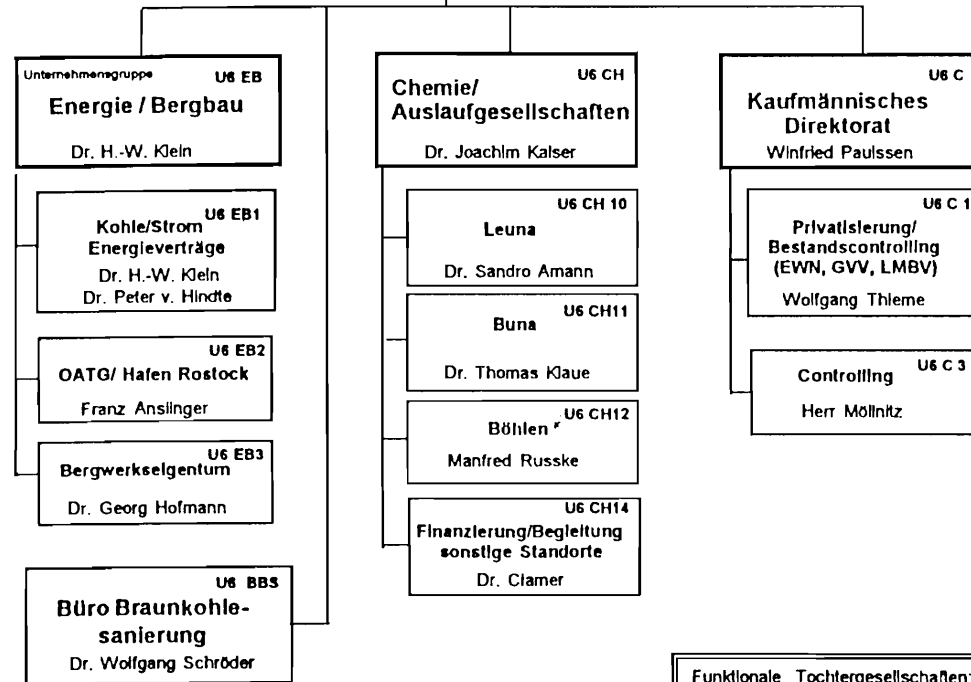 Unternehmensgruppe
U6 EB
Energie / Bergbau
Dr. H.-W. Klein
U6 EB1
Kohle/Strom
Energieverträge
Dr. H.-W. Klein
Dr. Peter v. Hindte
U6 EB2
OATG/ Hafen Rostock
Franz Anslinger
U6 EB3
Bergwerkseigentum
Dr. Georg Hofmann
U6 BBS
Büro Braunkohle-
sanierung
Dr. Wolfgang Schröder
U6 CH
Chemie/
Auslaufgesellschaften
Dr. Joachim Kaiser
U6 CH 10
Leuna
Dr. Sandro Amann
U6 CH11
Buna
Dr. Thomas Klaue
U6 CH12
Böhlen
Manfred Russke
U6 CH14
Finanzierung/Begleitung
sonstige Standorte
Dr. Clamer
U6 C
Kaufmännisches
Direktorat
Winfried Paulssen
U6 C 1
Privatisierung/
Bestandscontrolling
(EWN, GVV, LMBV)
Wolfgang Thieme
U6 C 3
Controlling
Herr Möllnitz
Funktionale Tochtergesellschaften